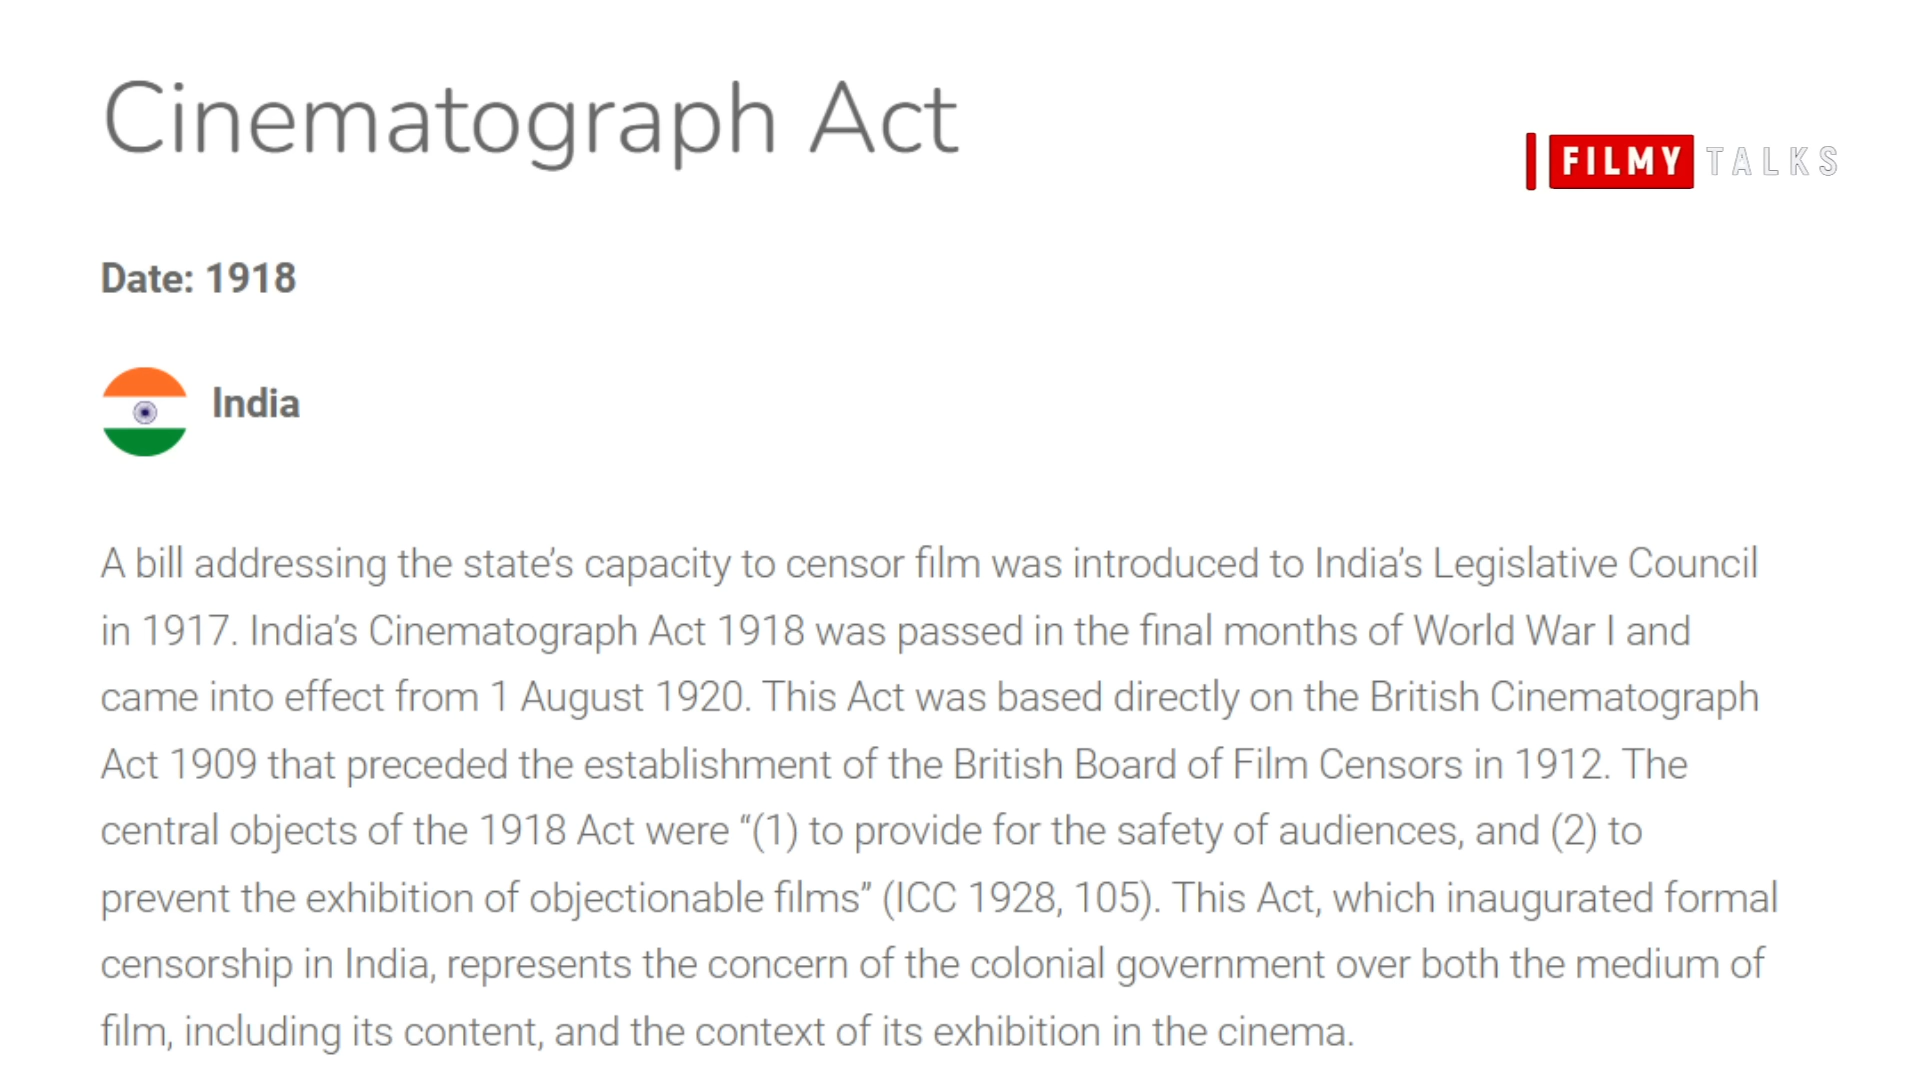 Cinematograph Act
FILMY TALKS
Date: 1918
India
A bill addressing the state’s capacity to censor film was introduced to India’s Legislative Council
in 1917. India’s Cinematograph Act 1918 was passed in the final months of World War I and
came into effect from 1 August 1920. This Act was based directly on the British Cinematograph
Act 1909 that preceded the establishment of the British Board of Film Censors in 1912. The
central objects of the 1918 Act were “(1) to provide for the safety of audiences, and (2) to
prevent the exhibition of objectionable films” (ICC 1928, 105). This Act, which inaugurated formal
censorship in India, represents the concern of the colonial government over both the medium of
film, including its content, and the context of its exhibition in the cinema.